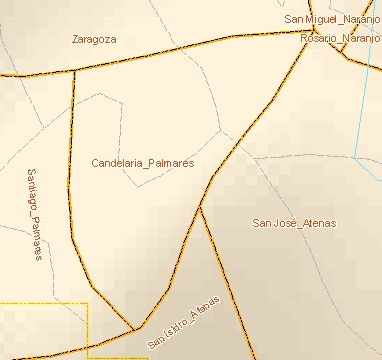 San Miguel_Naranjo
Zaragoza
Rosario_Naranjo
Candelaria_Palmares
Santiago_Palmares
San José_Atenas
San Isidro_Atenas